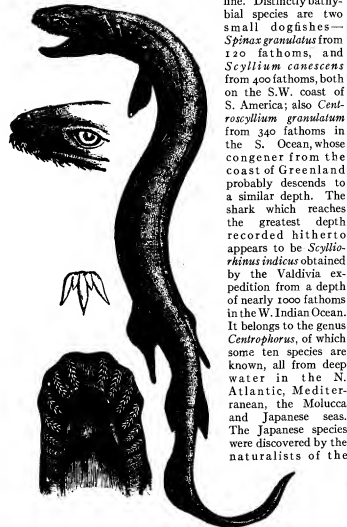 line. Distinctly bathy-
bial species are two
small dogfishes—
Spinax granulatus from
120 fathoms, and
Scyllium canescens
from 400 fathoms, both
on the S.W. coast of
S. America; also Cent-
roscyllium granulatum
from 340 fathoms in
the S. Ocean, whose
congener from the
coast of Greenland
probably descends to
a similar depth. The
shark which reaches
the greatest depth
recorded hitherto
appears to be Scyllio-
rhinus indicus obtained
by the Valdivia ex-
pedition from a depth
of nearly 1000 fathoms
in the W. Indian Ocean.
It belongs to the genus
Centrophorus, of which
some ten species are
known, all from deep
water in the N.
Atlantic, Mediter-
ranean, the Molucca
and Japanese seas.
The Japanese species
were discovered by the
naturalists of the